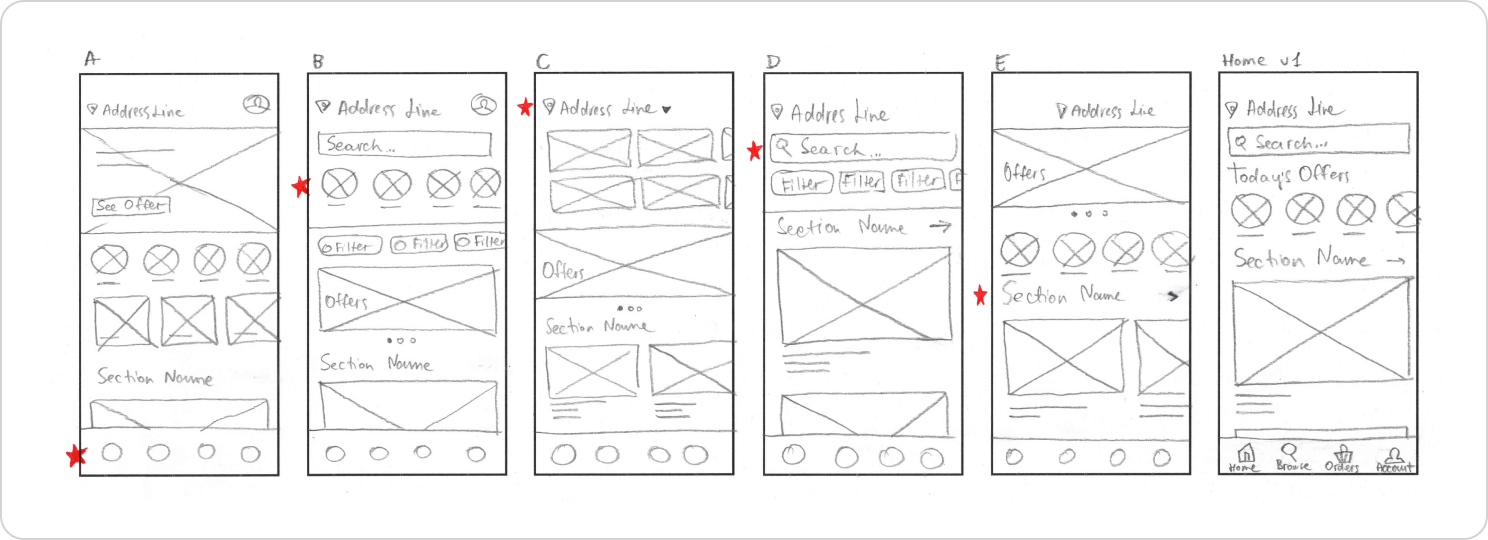 A
Address Line
See Offer
Section Name
B
Address Line
Search...
Filter
Filter
Filter
Offers
Section Name
C
Address Line
Offers
Section Name
D
Addres Line
Search...
Filter
Filter
Filter
F
Section Name
E
Address Lie
Offers
Section Name
Home v1
Address Line
Search...
Today's Offers
Section Name
Home Browse Orders Account